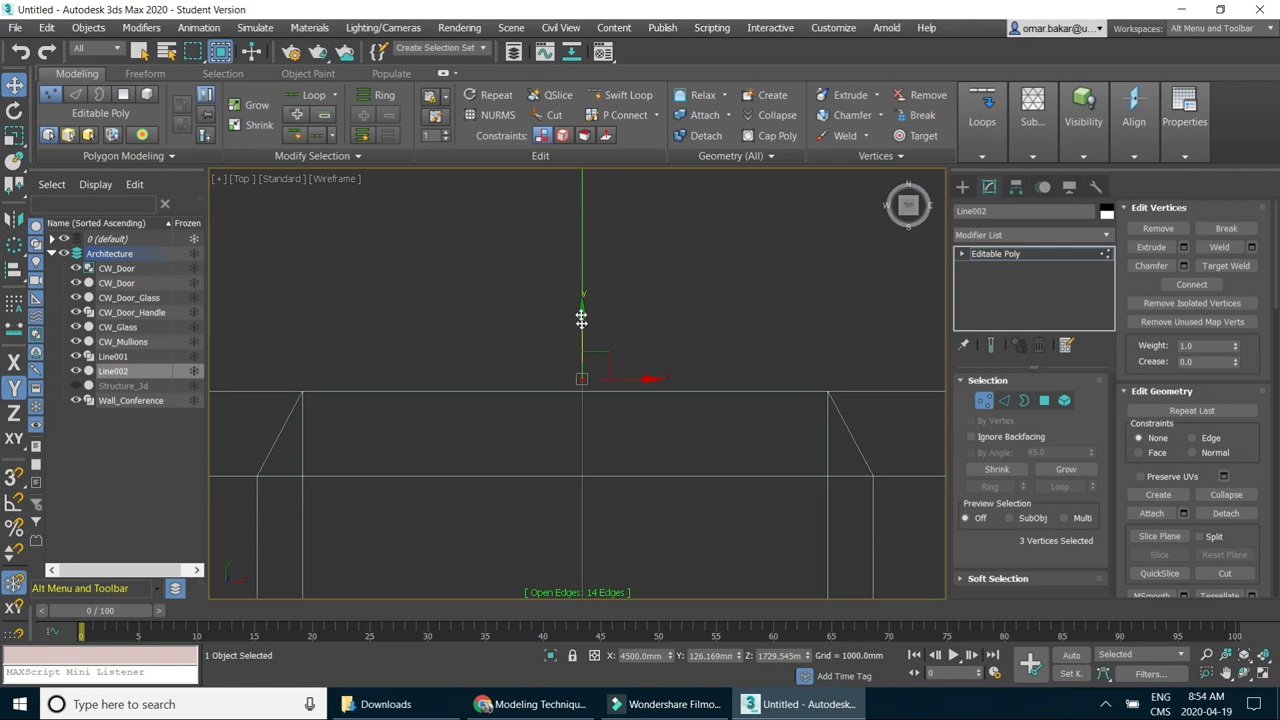 Untitled - Autodesk 3ds Max 2020 - Student Version
File Edit Tools Group Views Create Modifiers Animation Simulate Materials Lighting/Cameras Rendering Scene Civil View Content Publish Scripting Interactive Customize Arnold Help omar.bakar@u... Workspaces: Alt Menu and Toolbar
All Create Selection Set
Modeling Freeform Selection Object Paint Populate
Loop Ring Repeat QSlice Swift Loop Relax Create Extrude Remove
Editable Poly Grow Shrink NURMS Cut P Connect Attach Collapse Chamfer Break Loops Sub... Visibility Align Properties
1 Constraints: Detach Cap Poly Weld Target
Polygon Modeling Modify Selection Edit Geometry (All) Vertices
Select Display Edit
[+] [Top ] [Standard ] [Wireframe ]
Name (Sorted Ascending) Frozen
0 (default)
Architecture
CW_Door
CW_Door
CW_Door_Glass
CW_Door_Handle
CW_Glass
CW_Mullions
Line001
Line002
Structure_3d
Wall_Conference
N
W E
S
TOP
y
[ Open Edges: 14 Edges ]
Line002
Modifier List
Editable Poly
Selection
By Vertex
Ignore Backfacing
By Angle: 45.0
Shrink Grow
Ring Loop
Preview Selection
Off SubObj Multi
3 Vertices Selected
Soft Selection
Edit Vertices
Remove Break
Extrude Weld
Chamfer Target Weld
Connect
Remove Isolated Vertices
Remove Unused Map Verts
Weight: 1.0
Crease: 0.0
Edit Geometry
Repeat Last
Constraints
None Edge
Face Normal
Preserve UVs
Create Collapse
Attach Detach
Slice Plane Split
Slice Reset Plane
QuickSlice Cut
MSmooth Tessellate
X
Y
Z
XY
Alt Menu and Toolbar
0 / 100
0 5 10 15 20 25 30 35 40 45 50 55 60 65 70 75 80 85 90 95 100
MAXScript Mini Listener
1 Object Selected X: 4500.0mm Y: 126.169mm Z: 1729.545m Grid = 1000.0mm
Add Time Tag
Auto Selected
0 Set K. Filters...
Type here to search Downloads Modeling Techniqu... Wondershare Filmo... Untitled - Autodesk... ENG 8:54 AM
CMS 2020-04-19